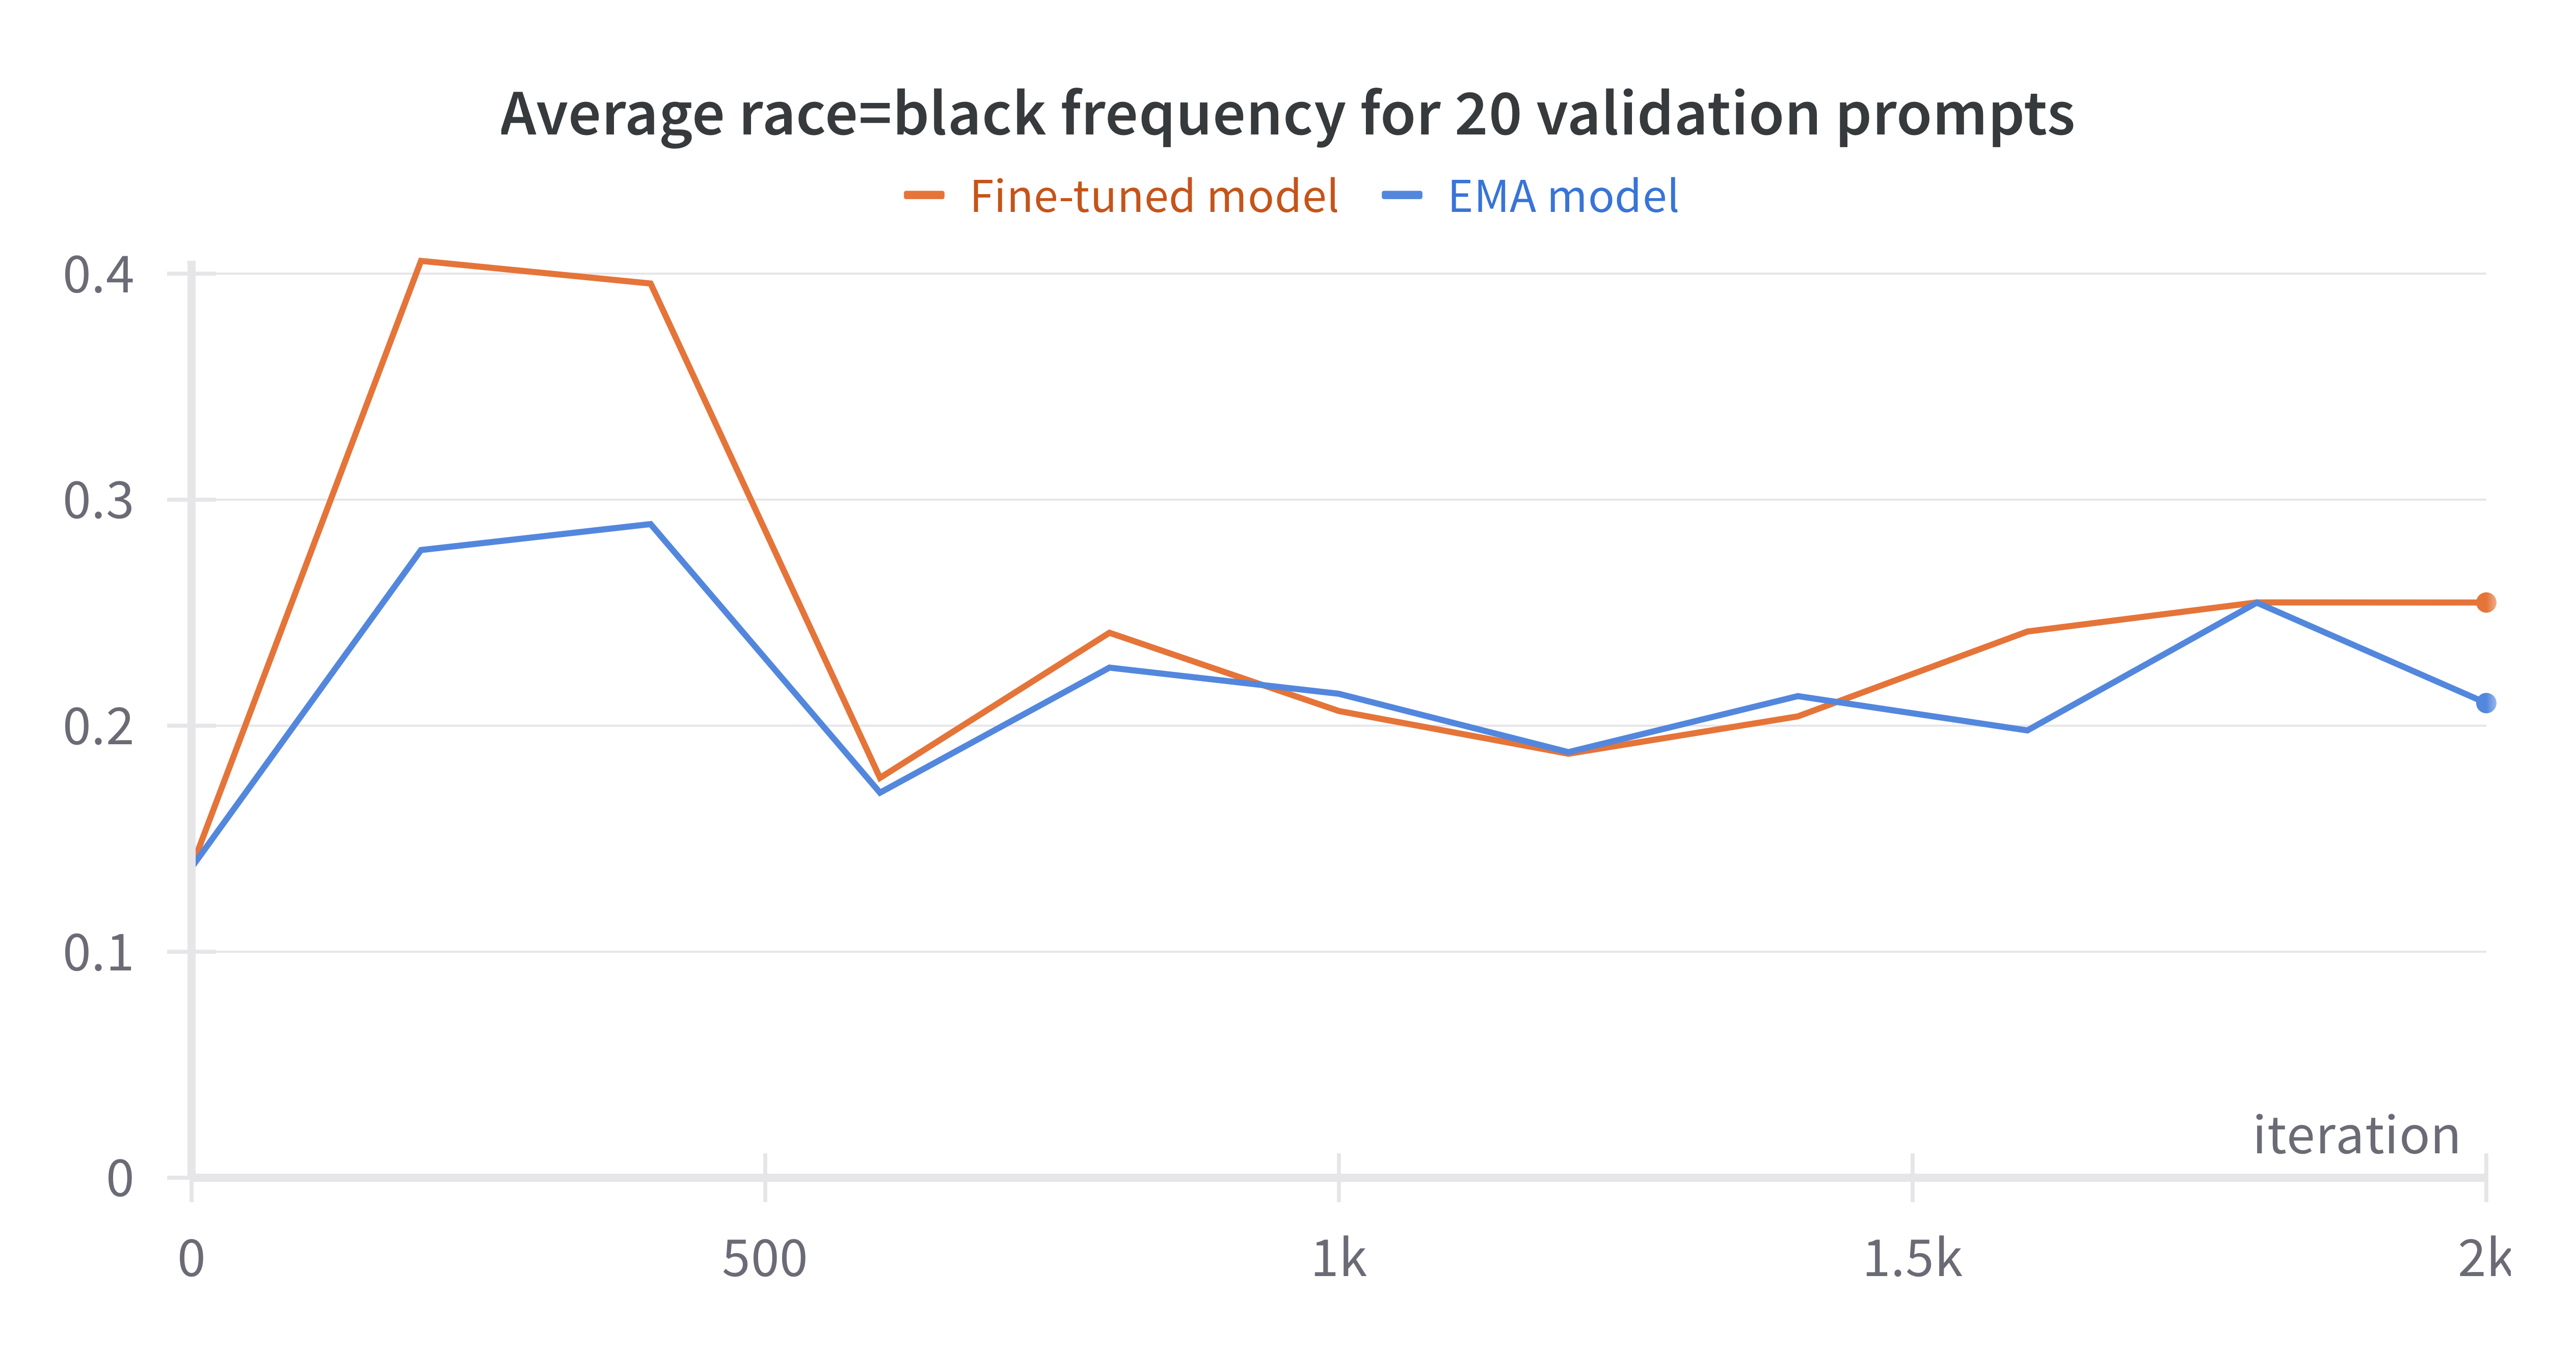 Average race=black frequency for 20 validation prompts
Fine-tuned model EMA model
0.4
0.3
0.2
0.1
iteration
0
0 500 1k 1.5k 2k